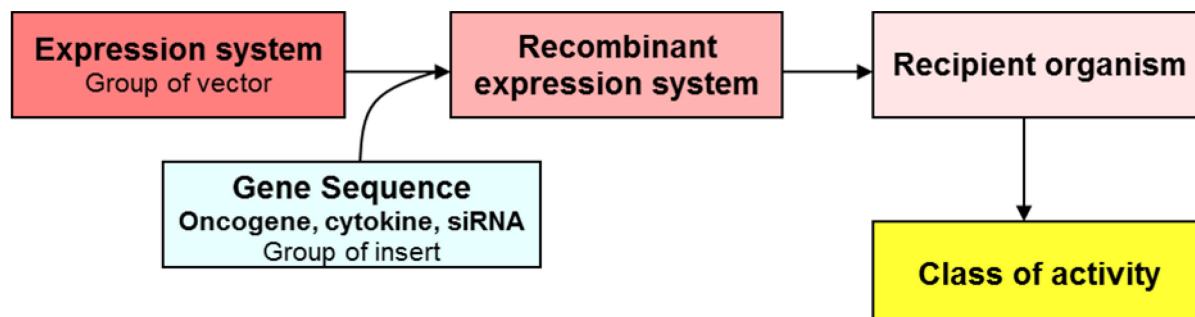 Expression system
Group of vector
Recombinant
expression system
Recipient organism
Gene Sequence
Oncogene, cytokine, siRNA
Group of insert
Class of activity